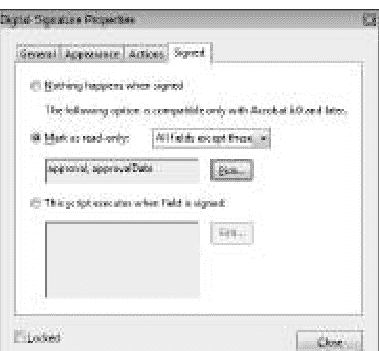 Digital Signature Properties
General Appearance Actions Signed
Nothing happens when signed
The following option is compatible only with Acrobat 6.0 and later.
Mark as read-only: All fields except these
approval, approvalDate Pick...
This script executes when field is signed:
Edit...
Locked Close